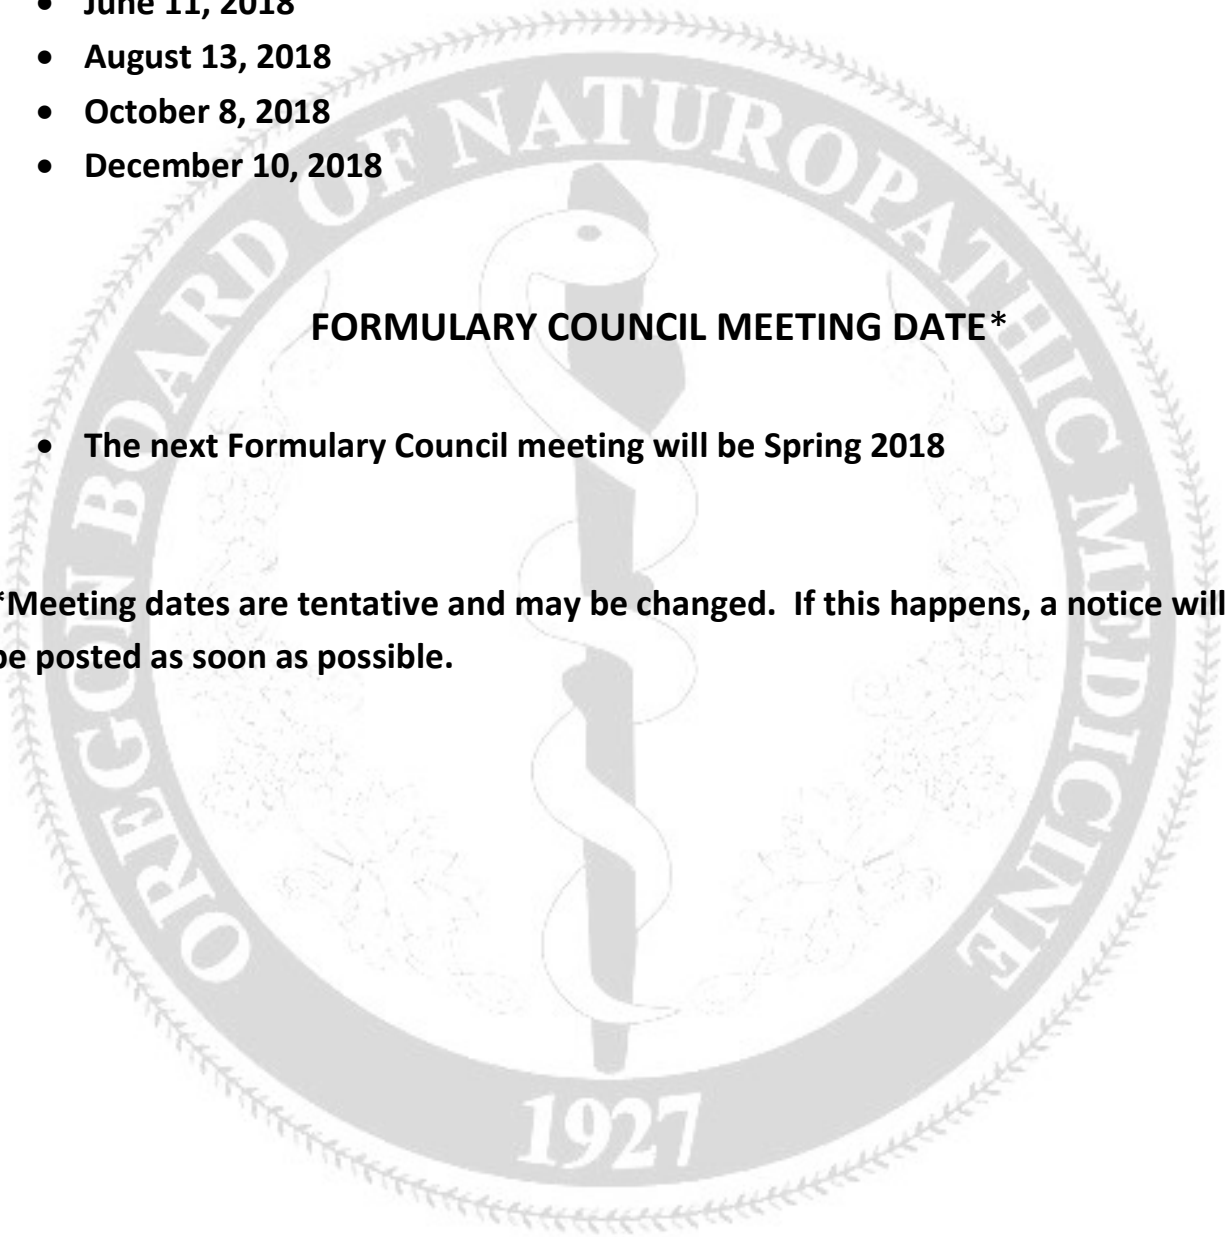 • June 11, 2018
• August 13, 2018
• October 8, 2018
• December 10, 2018
FORMULARY COUNCIL MEETING DATE*
• The next Formulary Council meeting will be Spring 2018
*Meeting dates are tentative and may be changed.  If this happens, a notice will
be posted as soon as possible.
OREGON BOARD OF NATUROPATHIC MEDICINE
1927